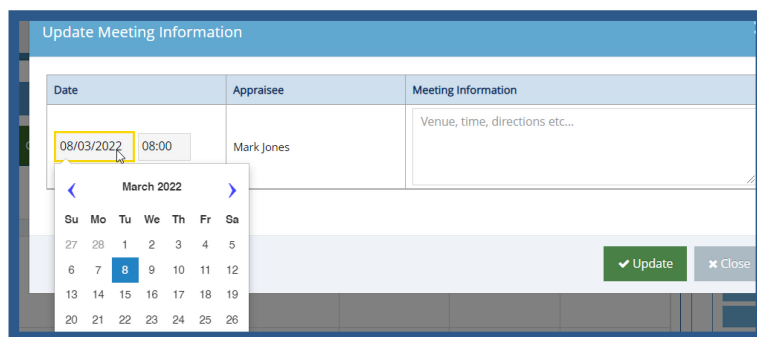 Update Meeting Information
Date Appraisee Meeting Information
08/03/2022 08:00 Mark Jones Venue, time, directions etc...
March 2022
Su Mo Tu We Th Fr Sa
27 28 1 2 3 4 5
6 7 8 9 10 11 12
13 14 15 16 17 18 19
20 21 22 23 24 25 26
Update Close